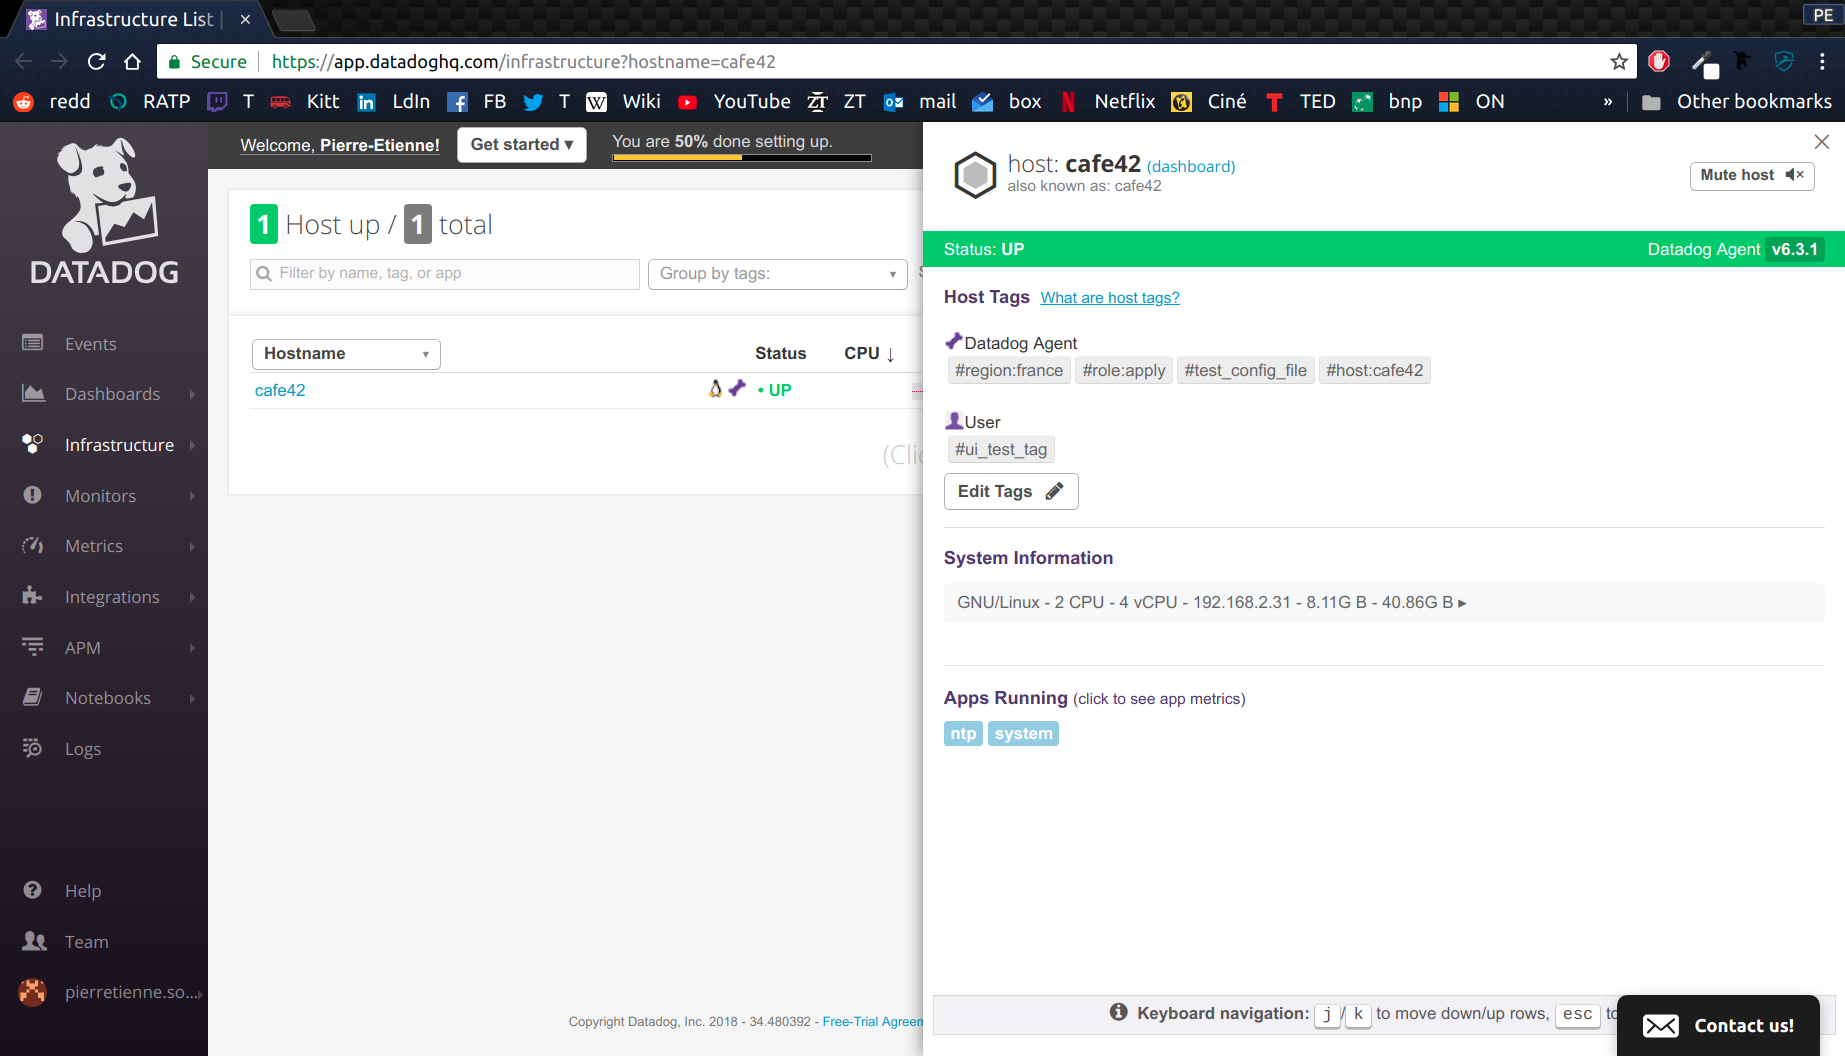 Infrastructure List |
PE
Secure
https://app.datadoghq.com/infrastructure?hostname=cafe42
redd RATP T Kitt LdIn FB T Wiki YouTube ZT mail box Netflix Ciné TED bnp ON » Other bookmarks
DATADOG
Events
Dashboards
Infrastructure
Monitors
Metrics
Integrations
APM
Notebooks
Logs
Help
Team
pierretienne.so...
Welcome, Pierre-Etienne!
Get started ▾
You are 50% done setting up.
1 Host up / 1 total
Filter by name, tag, or app
Group by tags:
Hostname Status CPU ↓
cafe42 • UP
(Clic
Copyright Datadog, Inc. 2018 - 34.480392 - Free-Trial Agreem
host: cafe42 (dashboard)
also known as: cafe42
Mute host
Status: UP
Datadog Agent v6.3.1
Host Tags What are host tags?
Datadog Agent
#region:france #role:apply #test_config_file #host:cafe42
User
#ui_test_tag
Edit Tags
System Information
GNU/Linux - 2 CPU - 4 vCPU - 192.168.2.31 - 8.11G B - 40.86G B ▸
Apps Running (click to see app metrics)
ntp system
Keyboard navigation: j / k to move down/up rows, esc to
Contact us!